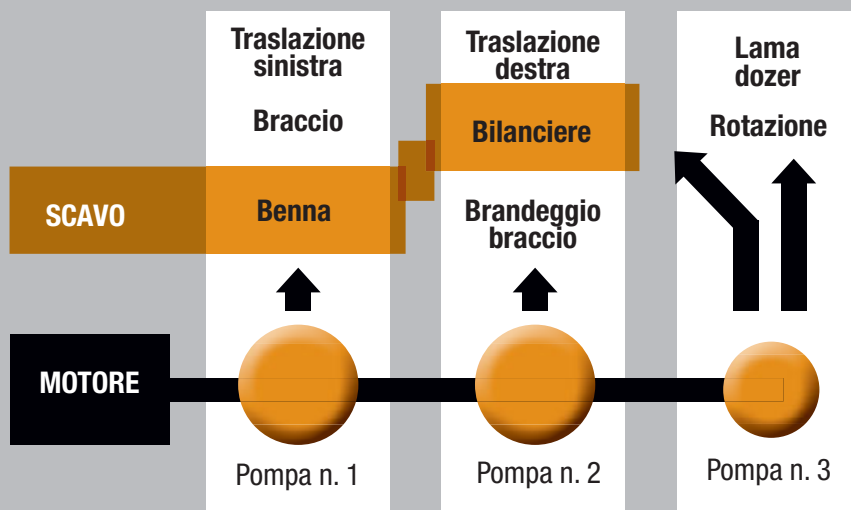 Traslazione
sinistra
Braccio
Benna
Traslazione
destra
Bilanciere
Brandeggio
braccio
Lama
dozer
Rotazione
SCAVO
MOTORE
Pompa n. 1
Pompa n. 2
Pompa n. 3